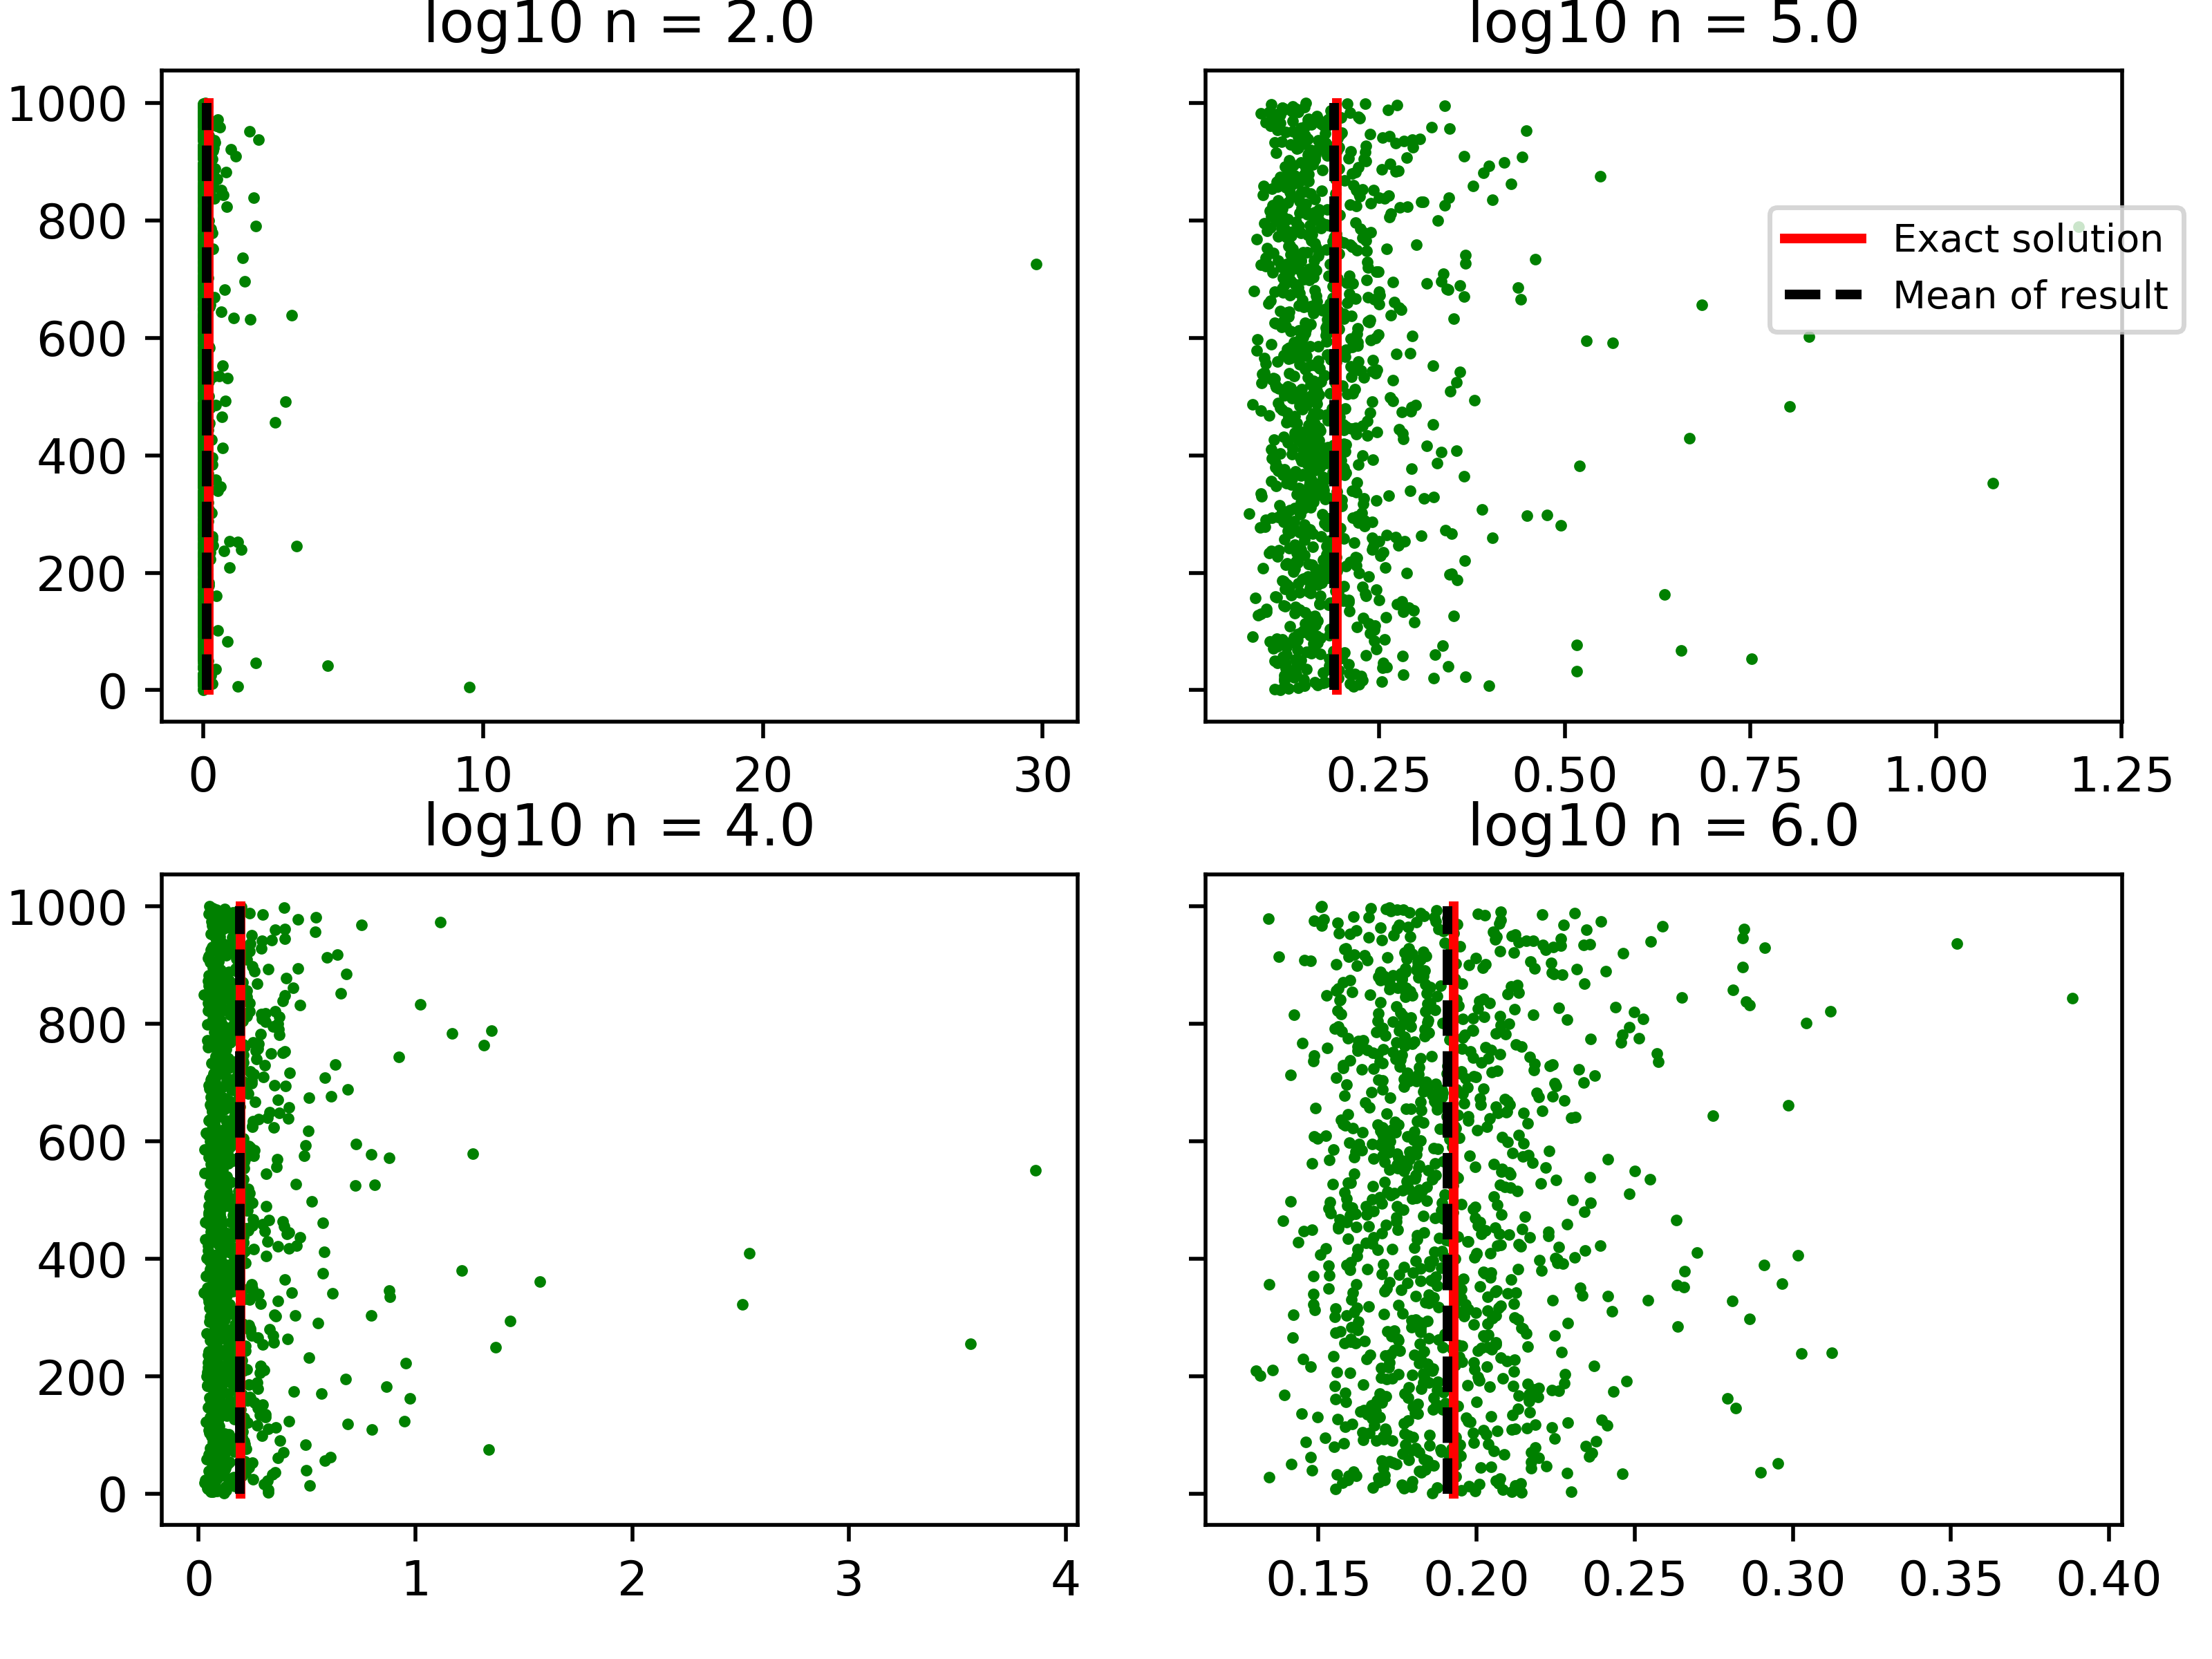 log10 n = 2.0
1000
800
600
400
200
0
0 10 20 30
log10 n = 5.0
Exact solution
Mean of result
0.25 0.50 0.75 1.00 1.25
log10 n = 4.0
1000
800
600
400
200
0
0 1 2 3 4
log10 n = 6.0
0.15 0.20 0.25 0.30 0.35 0.40